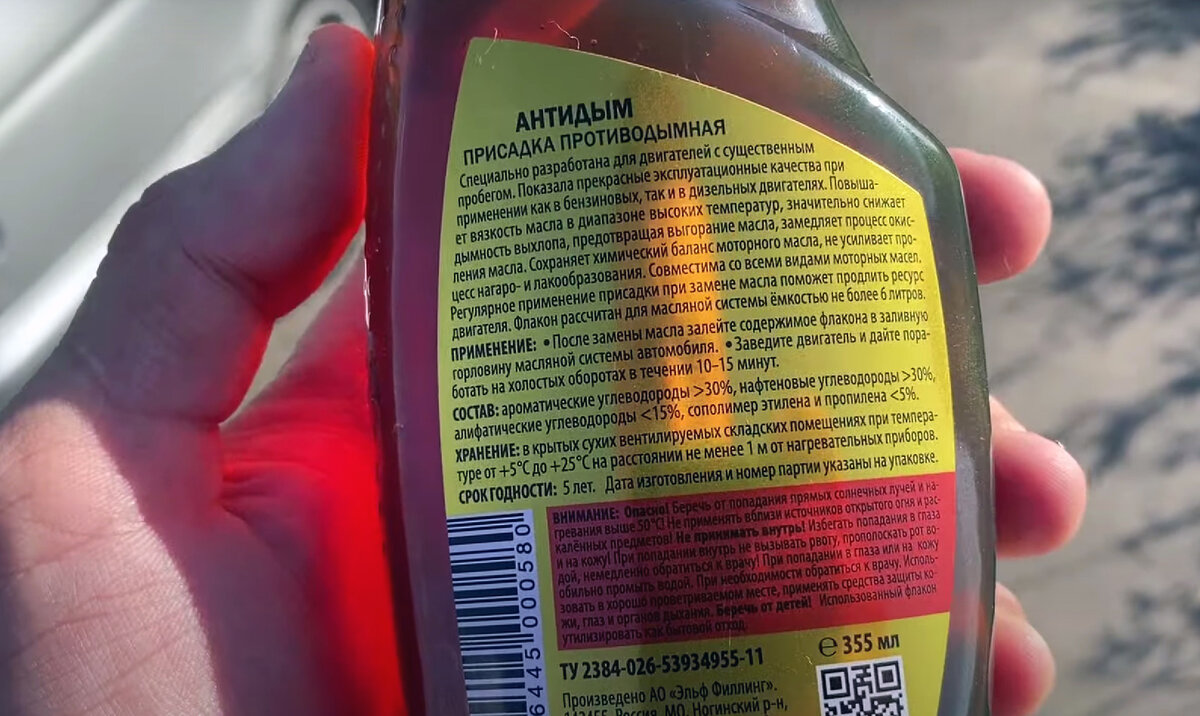 АНТИДЫМ
ПРИСАДКА ПРОТИВОДЫМНАЯ
Специально разработана для двигателей с существенным
пробегом. Показала прекрасные эксплуатационные качества при
применении как в бензиновых, так и в дизельных двигателях. Повыша-
ет вязкость масла в диапазоне высоких температур, значительно снижает
дымность выхлопа, предотвращая выгорание масла, замедляет процесс окис-
ления масла. Сохраняет химический баланс моторного масла, не усиливает про-
цесс нагаро- и лакообразования. Совместима со всеми видами моторных масел.
Регулярное применение присадки при замене масла поможет продлить ресурс
двигателя. Флакон рассчитан для масляной системы ёмкостью не более 6 литров.
ПРИМЕНЕНИЕ: • После замены масла залейте содержимое флакона в заливную
горловину масляной системы автомобиля. • Заведите двигатель и дайте пора-
ботать на холостых оборотах в течении 10–15 минут.
СОСТАВ: ароматические углеводороды >30%, нафтеновые углеводороды >30%,
алифатические углеводороды <15%, сополимер этилена и пропилена <5%.
ХРАНЕНИЕ: в крытых сухих вентилируемых складских помещениях при темпера-
туре от +5°С до +25°С на расстоянии не менее 1 м от нагревательных приборов.
СРОК ГОДНОСТИ: 5 лет. Дата изготовления и номер партии указаны на упаковке.
ВНИМАНИЕ: Опасно! Беречь от попадания прямых солнечных лучей и на-
гревания выше 50°С! Не применять вблизи источников открытого огня и рас-
калённых предметов! Не принимать внутрь! Избегать попадания в глаза
и на кожу! При попадании внутрь не вызывать рвоту, прополоскать рот во-
дой, немедленно обратиться к врачу! При попадании в глаза или на кожу
обильно промыть водой. При необходимости обратиться к врачу. Исполь-
зовать в хорошо проветриваемом месте, применять средства защиты ко-
жи, глаз и органов дыхания. Беречь от детей! Использованный флакон
утилизировать как бытовой отход.
6445 000580
ТУ 2384-026-53934955-11
℮ 355 мл
Произведено АО «Эльф Филлинг».
142455, Россия, МО, Ногинский р-н,